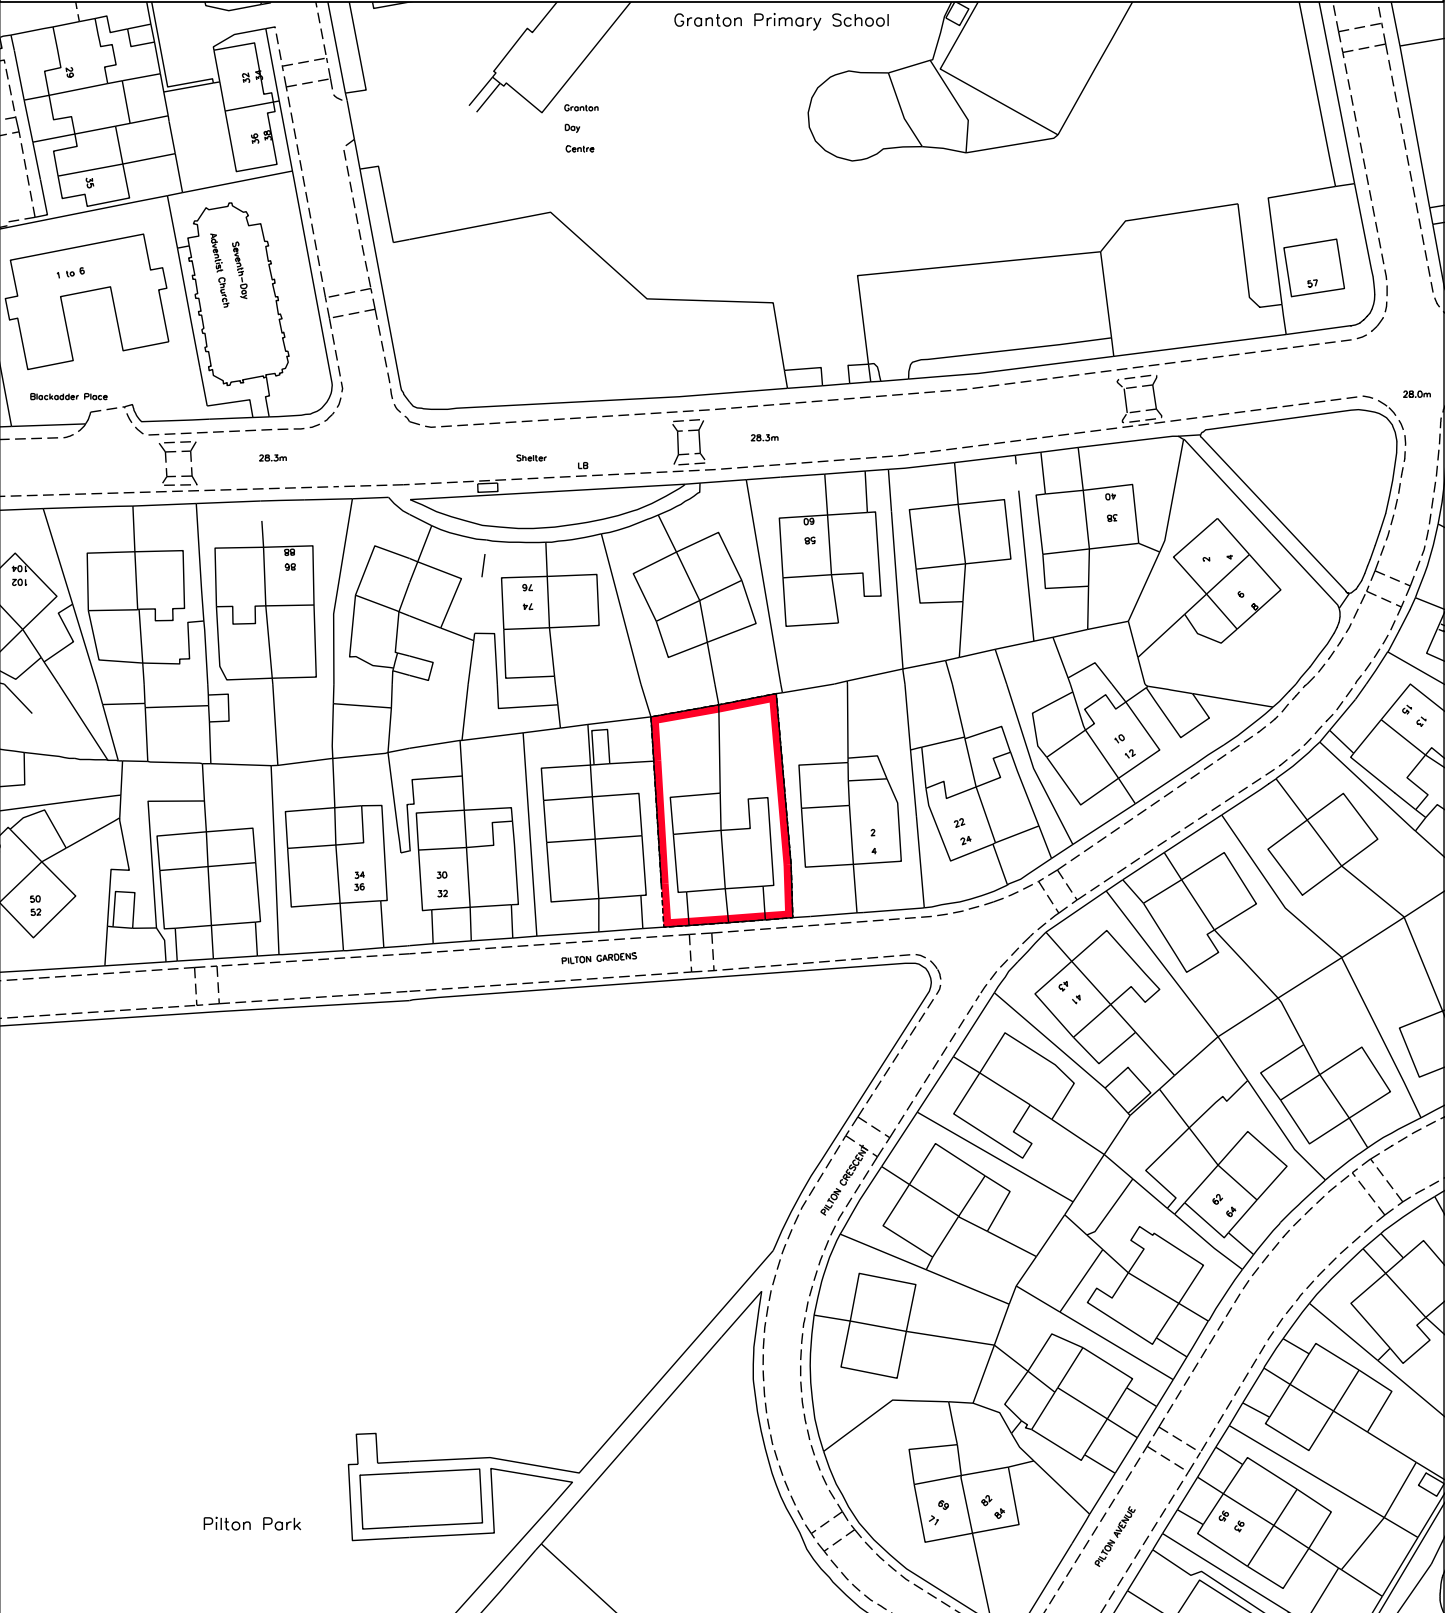 Granton Primary School
29
32
34
36
38
35
Granton
Day
Centre
Seventh-Day
Adventist Church
1 to 6
57
Blackadder Place
28.0m
28.3m
28.3m
Shelter
LB
104
102
88
86
76
74
60
58
40
38
2
4
6
8
15
13
10
12
22
24
2
4
34
36
30
32
50
52
PILTON GARDENS
43
41
PILTON CRESCENT
62
64
69
71
82
84
95
93
PILTON AVENUE
Pilton Park